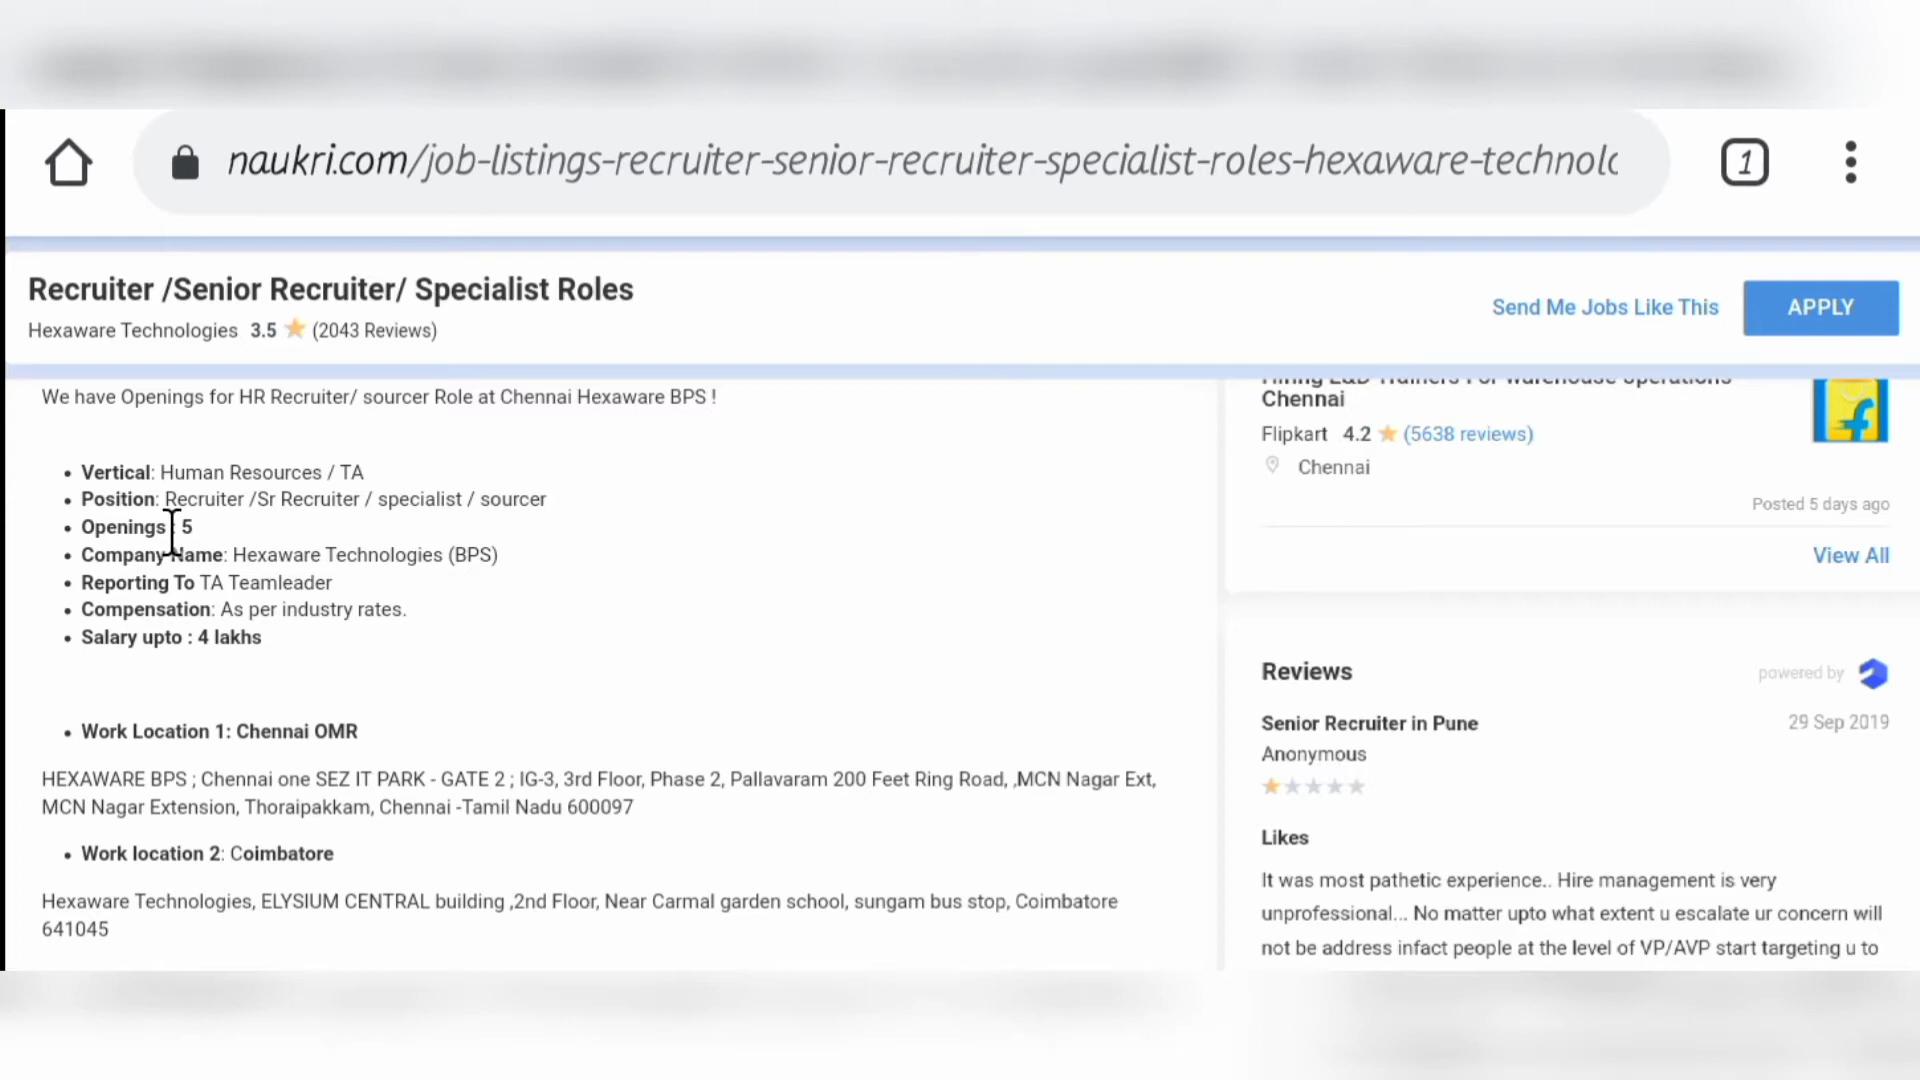 naukri.com/job-listings-recruiter-senior-recruiter-specialist-roles-hexaware-technolo
1
Recruiter /Senior Recruiter/ Specialist Roles
Hexaware Technologies 3.5 (2043 Reviews)
Send Me Jobs Like This
APPLY
We have Openings for HR Recruiter/ sourcer Role at Chennai Hexaware BPS !
Vertical: Human Resources / TA
Position: Recruiter /Sr Recruiter / specialist / sourcer
Openings : 5
Company Name: Hexaware Technologies (BPS)
Reporting To TA Teamleader
Compensation: As per industry rates.
Salary upto : 4 lakhs
Work Location 1: Chennai OMR
HEXAWARE BPS ; Chennai one SEZ IT PARK - GATE 2 ; IG-3, 3rd Floor, Phase 2, Pallavaram 200 Feet Ring Road, ,MCN Nagar Ext,
MCN Nagar Extension, Thoraipakkam, Chennai -Tamil Nadu 600097
Work location 2: Coimbatore
Hexaware Technologies, ELYSIUM CENTRAL building ,2nd Floor, Near Carmal garden school, sungam bus stop, Coimbatore
641045
Hiring L&D Trainers For warehouse operations
Chennai
Flipkart 4.2 (5638 reviews)
Chennai
Posted 5 days ago
View All
Reviews
powered by
Senior Recruiter in Pune
29 Sep 2019
Anonymous
Likes
It was most pathetic experience.. Hire management is very
unprofessional... No matter upto what extent u escalate ur concern will
not be address infact people at the level of VP/AVP start targeting u to